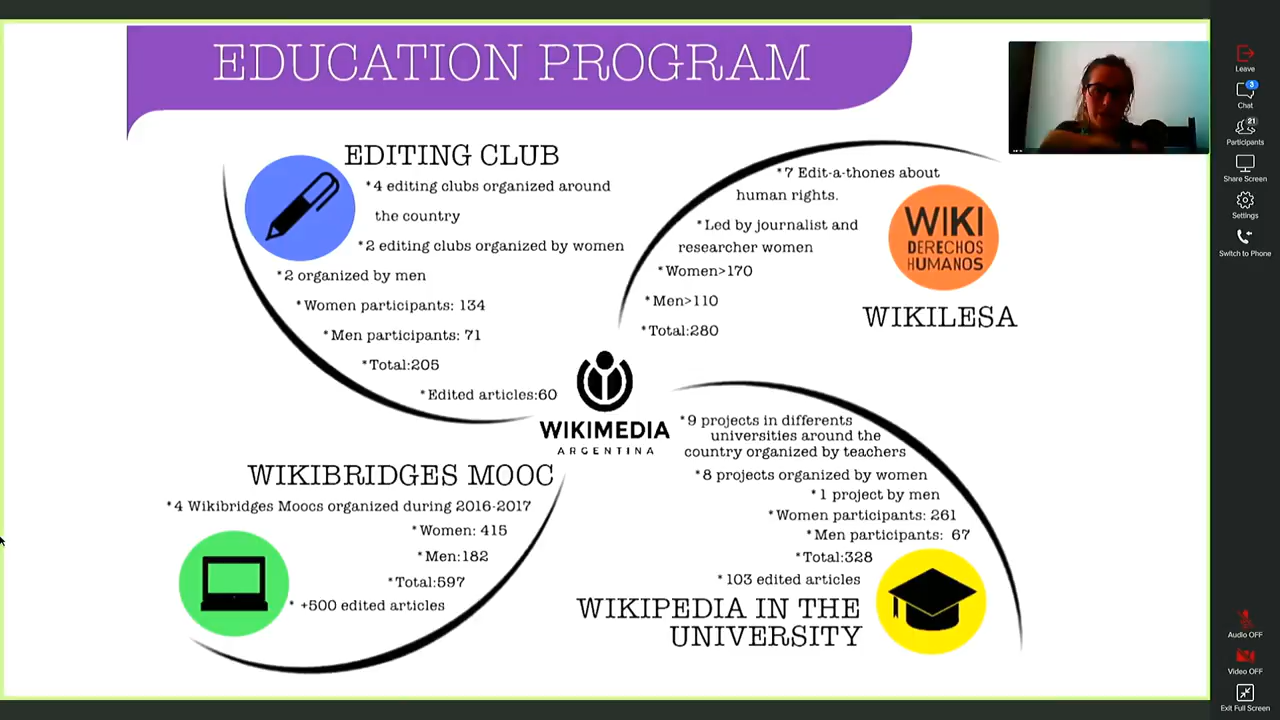 EDUCATION PROGRAM
EDITING CLUB
*4 editing clubs organized around
the country
*2 editing clubs organized by women
*2 organized by men
*Women participants: 134
*Men participants: 71
*Total:205
*Edited articles:60
*7 Edit-a-thones about
human rights.
*Led by journalist and
researcher women
*Women>170
*Men>110
*Total:280
WIKI
DERECHOS
HUMANOS
WIKILESA
WIKIMEDIA
ARGENTINA
WIKIBRIDGES MOOC
*4 Wikibridges Moocs organized during 2016-2017
*Women: 415
*Men:182
*Total:597
* +500 edited articles
*9 projects in differents
universities around the
country organized by teachers
*8 projects organized by women
*1 project by men
*Women participants: 261
*Men participants: 67
*Total:328
*103 edited articles
WIKIPEDIA IN THE
UNIVERSITY
Leave
3
Chat
21
Participants
Share Screen
Settings
Switch to Phone
Audio OFF
Video OFF
Exit Full Screen